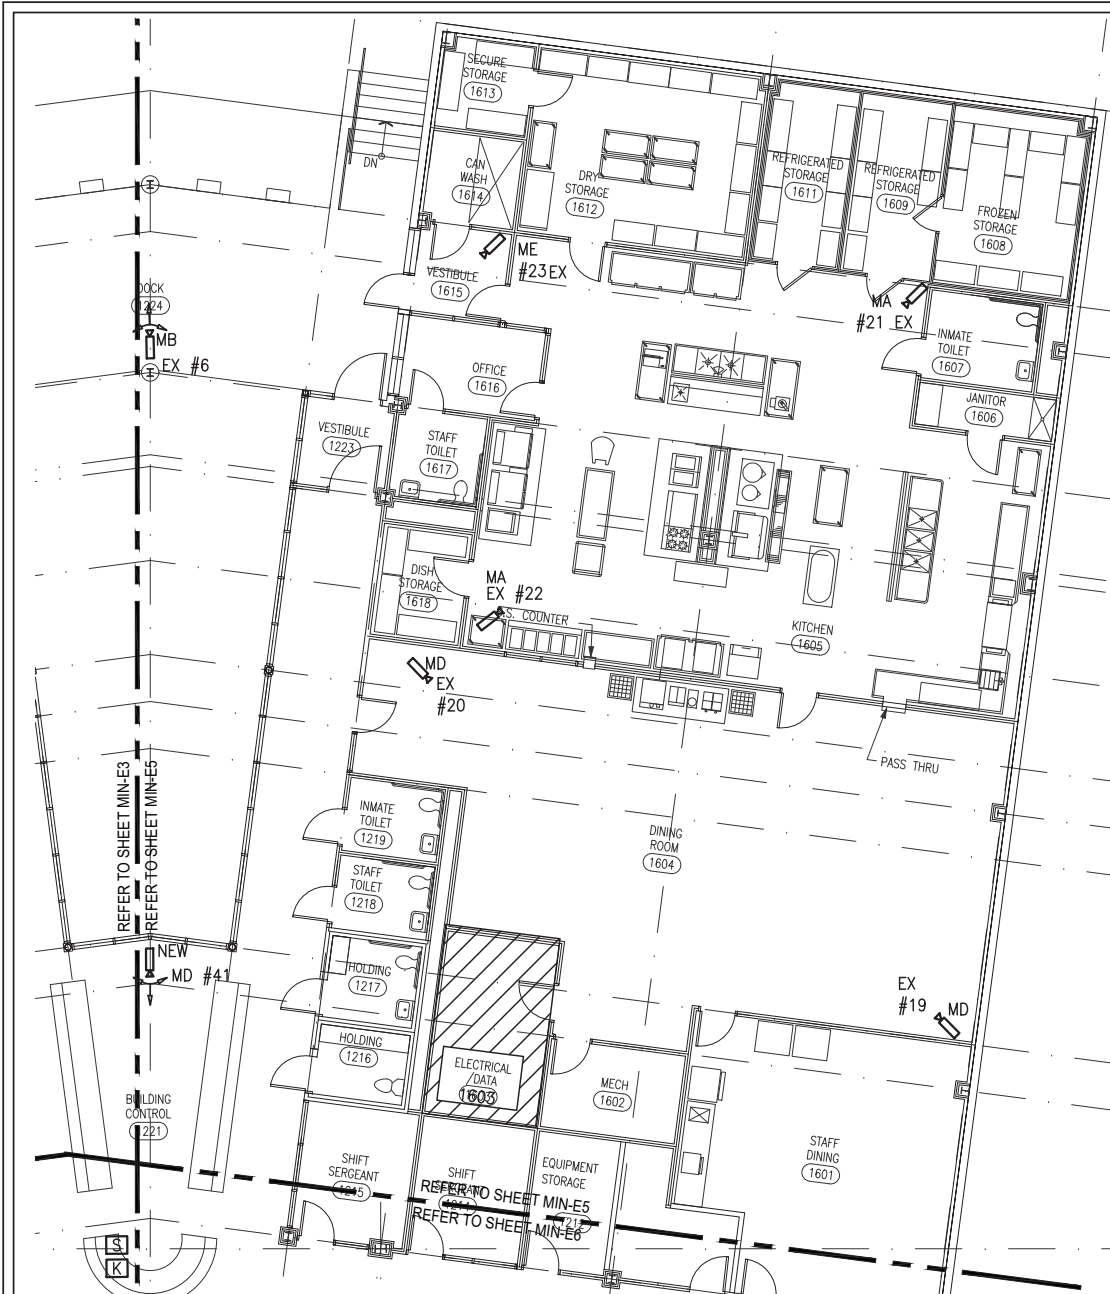 SECURE
STORAGE
1613
DN
CAN
WASH
1614
DRY
STORAGE
1612
REFRIGERATED
STORAGE
1611
REFRIGERATED
STORAGE
1609
FROZEN
STORAGE
1608
ME
#23EX
VESTIBULE
1615
DOCK
1224
MB
EX #6
MA
#21 EX
INMATE
TOILET
1607
OFFICE
1616
JANITOR
1606
VESTIBULE
1223
STAFF
TOILET
1617
DISH
STORAGE
1618
MA
EX #22
S. COUNTER
KITCHEN
1605
MD
EX
#20
PASS THRU
REFER TO SHEET MIN-E3
REFER TO SHEET MIN-E5
INMATE
TOILET
1219
DINING
ROOM
1604
STAFF
TOILET
1218
NEW
MD #41
HOLDING
1217
EX
#19 MD
HOLDING
1216
ELECTRICAL
DATA
1603
MECH
1602
BUILDING
CONTROL
1221
STAFF
DINING
1601
SHIFT
SERGEANT
1215
SHIFT
SERGEANT
1214
EQUIPMENT
STORAGE
REFER TO SHEET MIN-E5
REFER TO SHEET MIN-E6
S
K